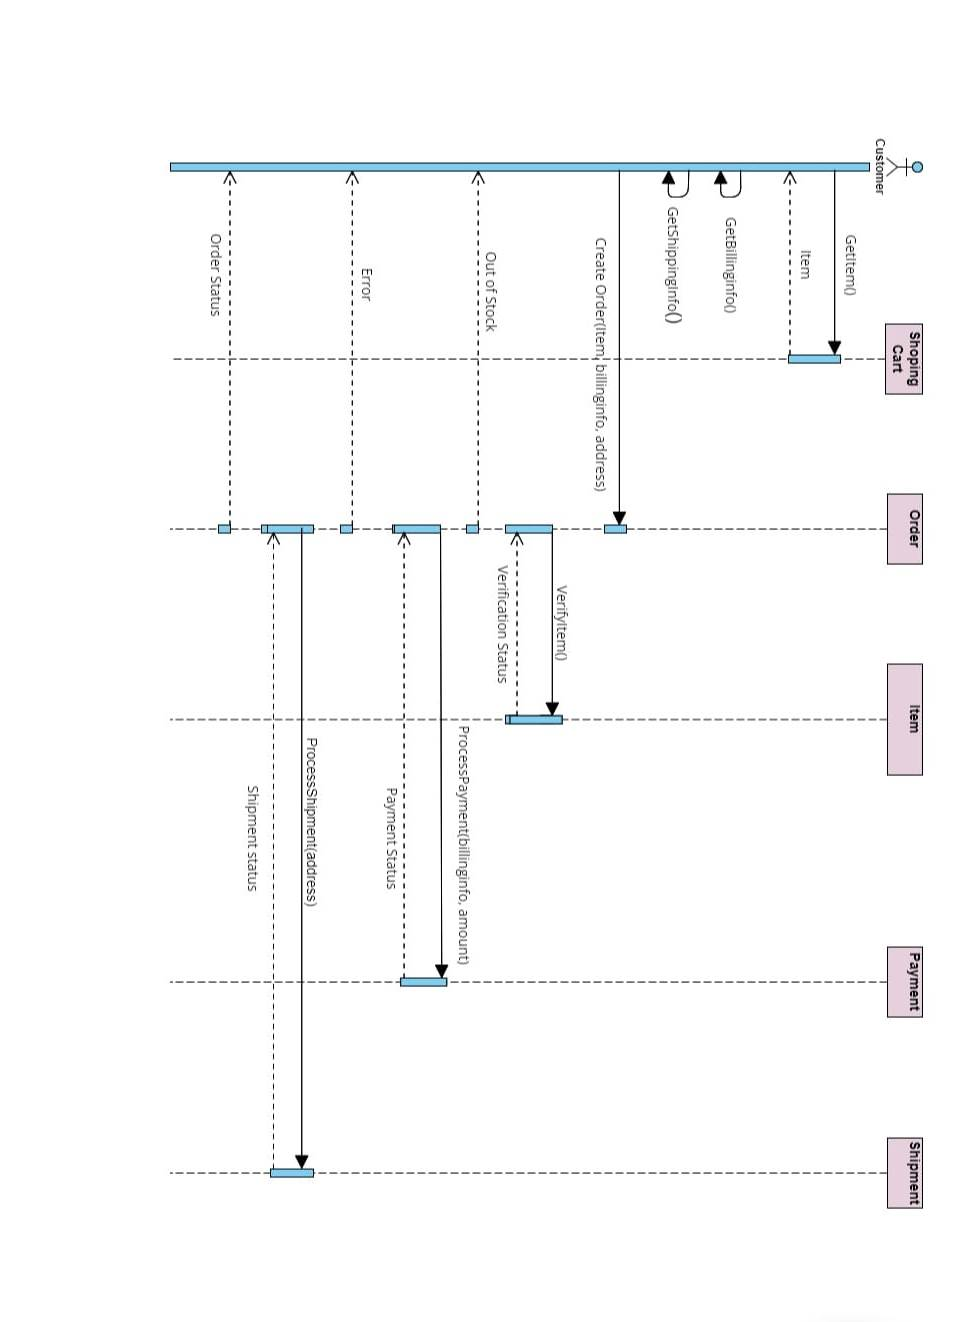 Customer
Shoping
Cart
Order
Item
Payment
Shipment
GetItem()
Item
GetBillinginfo()
GetShippingInfo()
Create Order(Item, billinginfo, address)
VerifyItem()
Verification Status
Out of Stock
ProcessPayment(billinginfo, amount)
Payment Status
Error
ProcessShipment(address)
Shipment status
Order Status